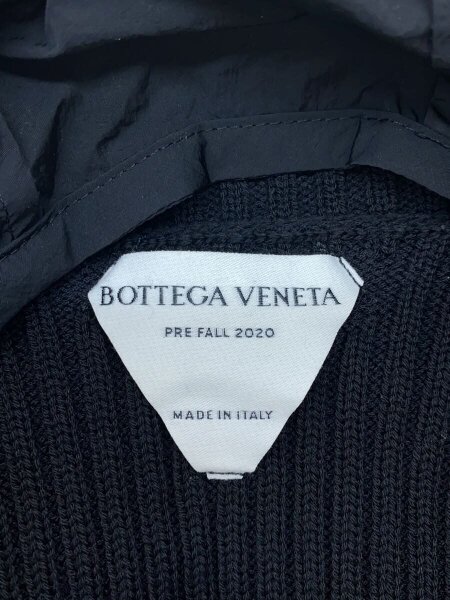 BOTTEGA VENETA
PRE FALL 2020
MADE IN ITALY